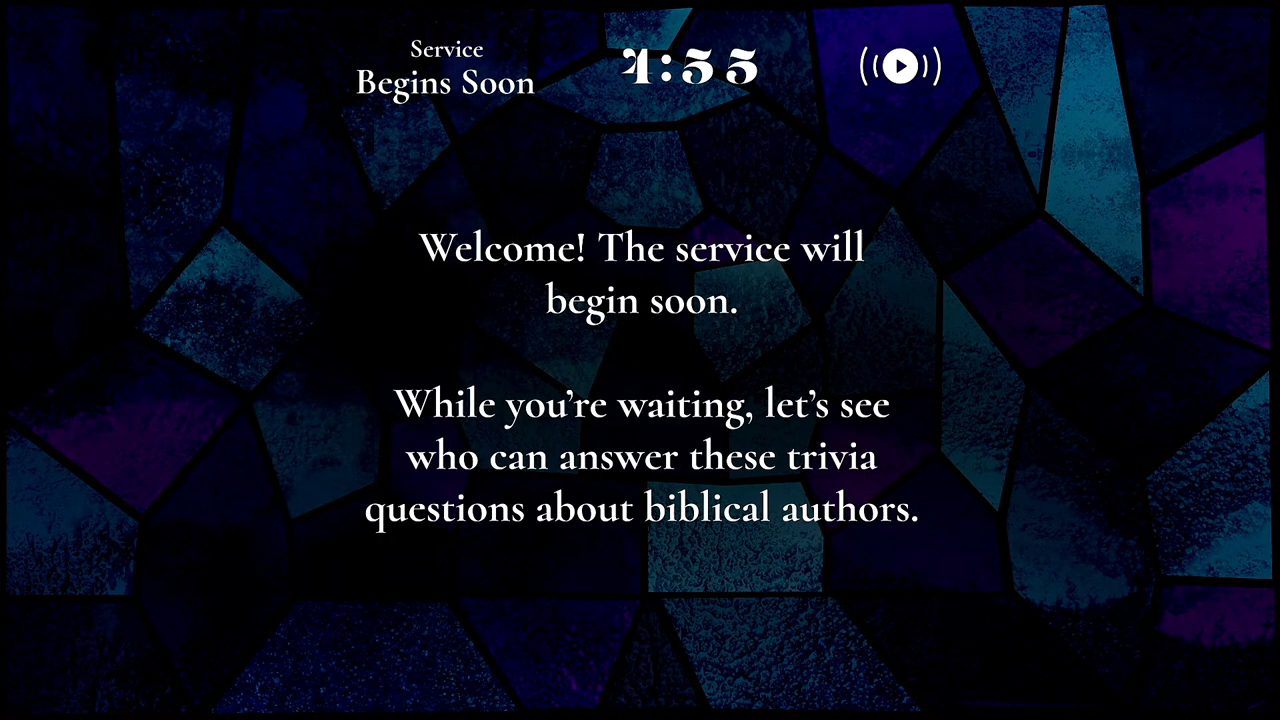 Service
Begins Soon
4:55
Welcome! The service will
begin soon.
While you’re waiting, let’s see
who can answer these trivia
questions about biblical authors.